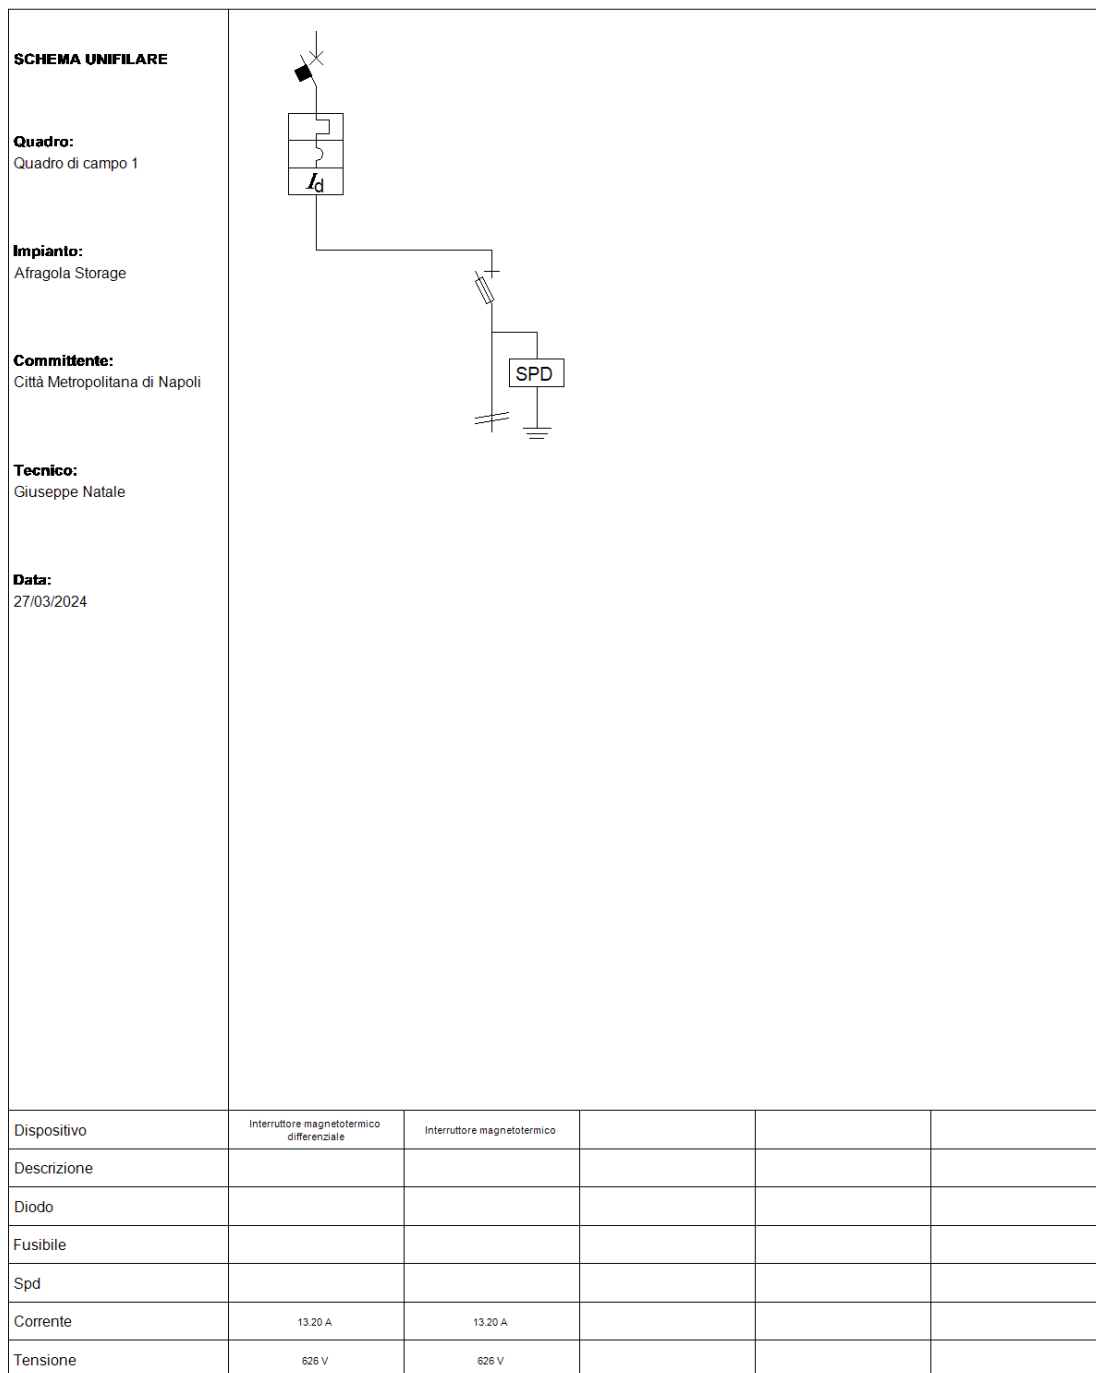 SCHEMA UNIFILARE
Quadro:
Quadro di campo 1
Impianto:
Afragola Storage
Committente:
Città Metropolitana di Napoli
Tecnico:
Giuseppe Natale
Data:
27/03/2024
Id
SPD
Dispositivo
Interruttore magnetotermico
differenziale
Interruttore magnetotermico
Descrizione
Diodo
Fusibile
Spd
Corrente 13.20 A 13.20 A
Tensione 626 V 626 V